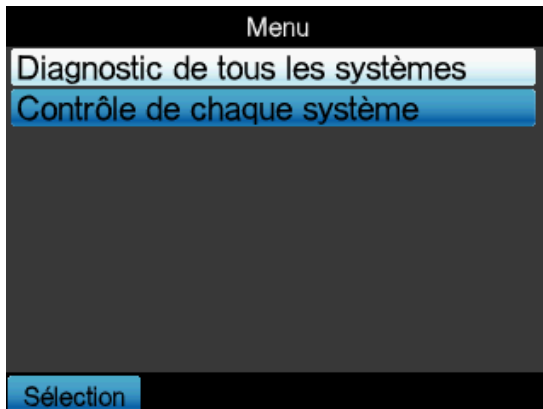 Menu
Diagnostic de tous les systèmes
Contrôle de chaque système
Sélection